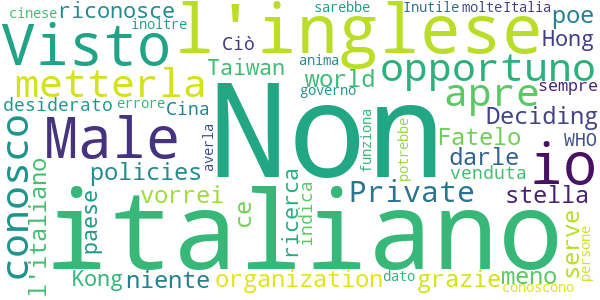 cinese riconosce sarebbe Inutile molte Italia
inoltre l'inglese Ciò anima poe
Visto Taiwan governo world opportuno Hong
metterla Non apre sempre
desiderato errore Cina Deciding
Male averla funziona potrebbe Fatelo WHO
conosco policies darle venduta io
l'italiano paese vorrei ce ricerca indica Private stella
italiano serve persone
Kong niente organization dato grazie meno conoscono